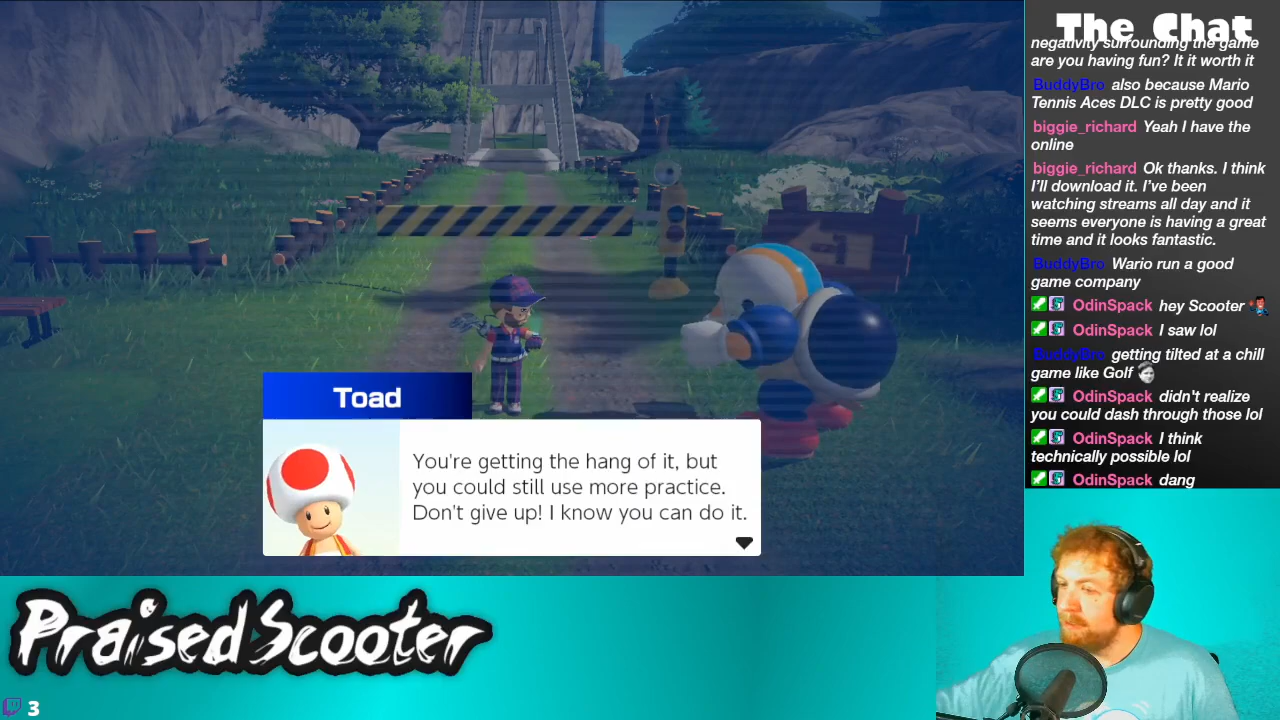 The Chat
negativity surrounding the game
are you having fun? It it worth it
BuddyBro also because Mario
Tennis Aces DLC is pretty good
biggie_richard Yeah I have the
online
biggie_richard Ok thanks. I think
I'll download it. I've been
watching streams all day and it
seems everyone is having a great
time and it looks fantastic.
BuddyBro Wario run a good
game company
OdinSpack hey Scooter
OdinSpack I saw lol
BuddyBro getting tilted at a chill
game like Golf
OdinSpack didn't realize
you could dash through those lol
OdinSpack I think
technically possible lol
OdinSpack dang
Toad
You're getting the hang of it, but
you could still use more practice.
Don't give up! I know you can do it.
PraisedScooter
3